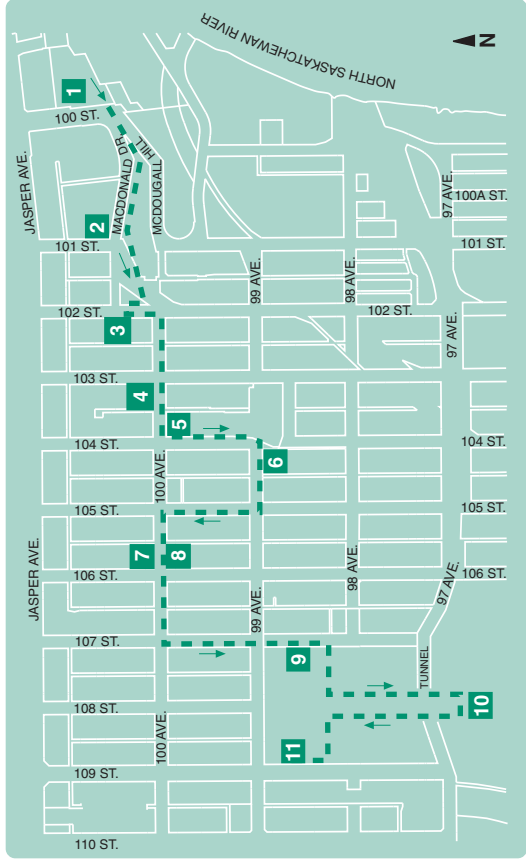 NORTH SASKATCHEWAN RIVER
N
1
100 ST.
JASPER AVE.
MACDONALD DR.
MCDOUGALL HILL
2
101 ST.
97 AVE.
100A ST.
101 ST.
99 AVE.
98 AVE.
102 ST.
3
102 ST.
97 AVE.
103 ST.
4
5
104 ST.
6
104 ST.
100 AVE.
105 ST.
105 ST.
JASPER AVE.
7
8
106 ST.
98 AVE.
106 ST.
97 AVE.
99 AVE.
107 ST.
9
TUNNEL
108 ST.
10
100 AVE.
11
109 ST.
110 ST.